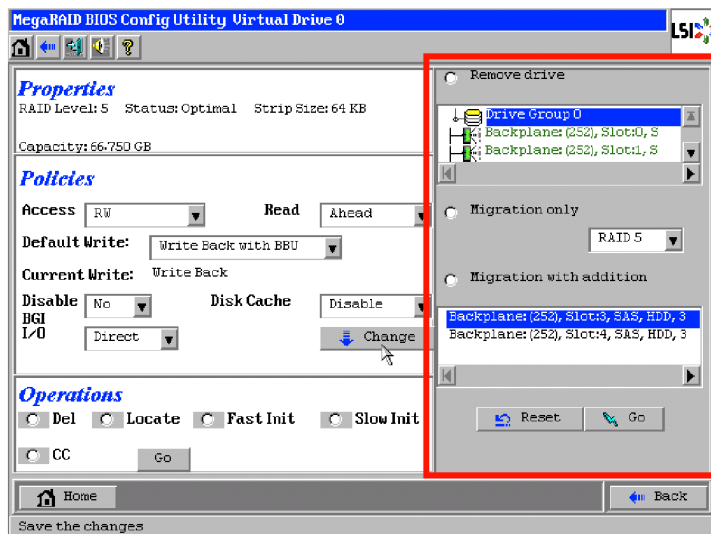 MegaRAID BIOS Config Utility Virtual Drive 0
LSI
Properties
RAID Level: 5 Status: Optimal Strip Size: 64 KB
Capacity: 66.750 GB
Policies
Access RW Read Ahead
Default Write: Write Back with BBU
Current Write: Write Back
Disable BGI No Disk Cache Disable
I/O Direct Change
Operations
Del Locate Fast Init Slow Init
CC Go
Remove drive
Drive Group 0
Backplane: (252), Slot:0, S
Backplane: (252), Slot:1, S
Migration only
RAID 5
Migration with addition
Backplane: (252), Slot:3, SAS, HDD, 3
Backplane: (252), Slot:4, SAS, HDD, 3
Reset Go
Home Back
Save the changes